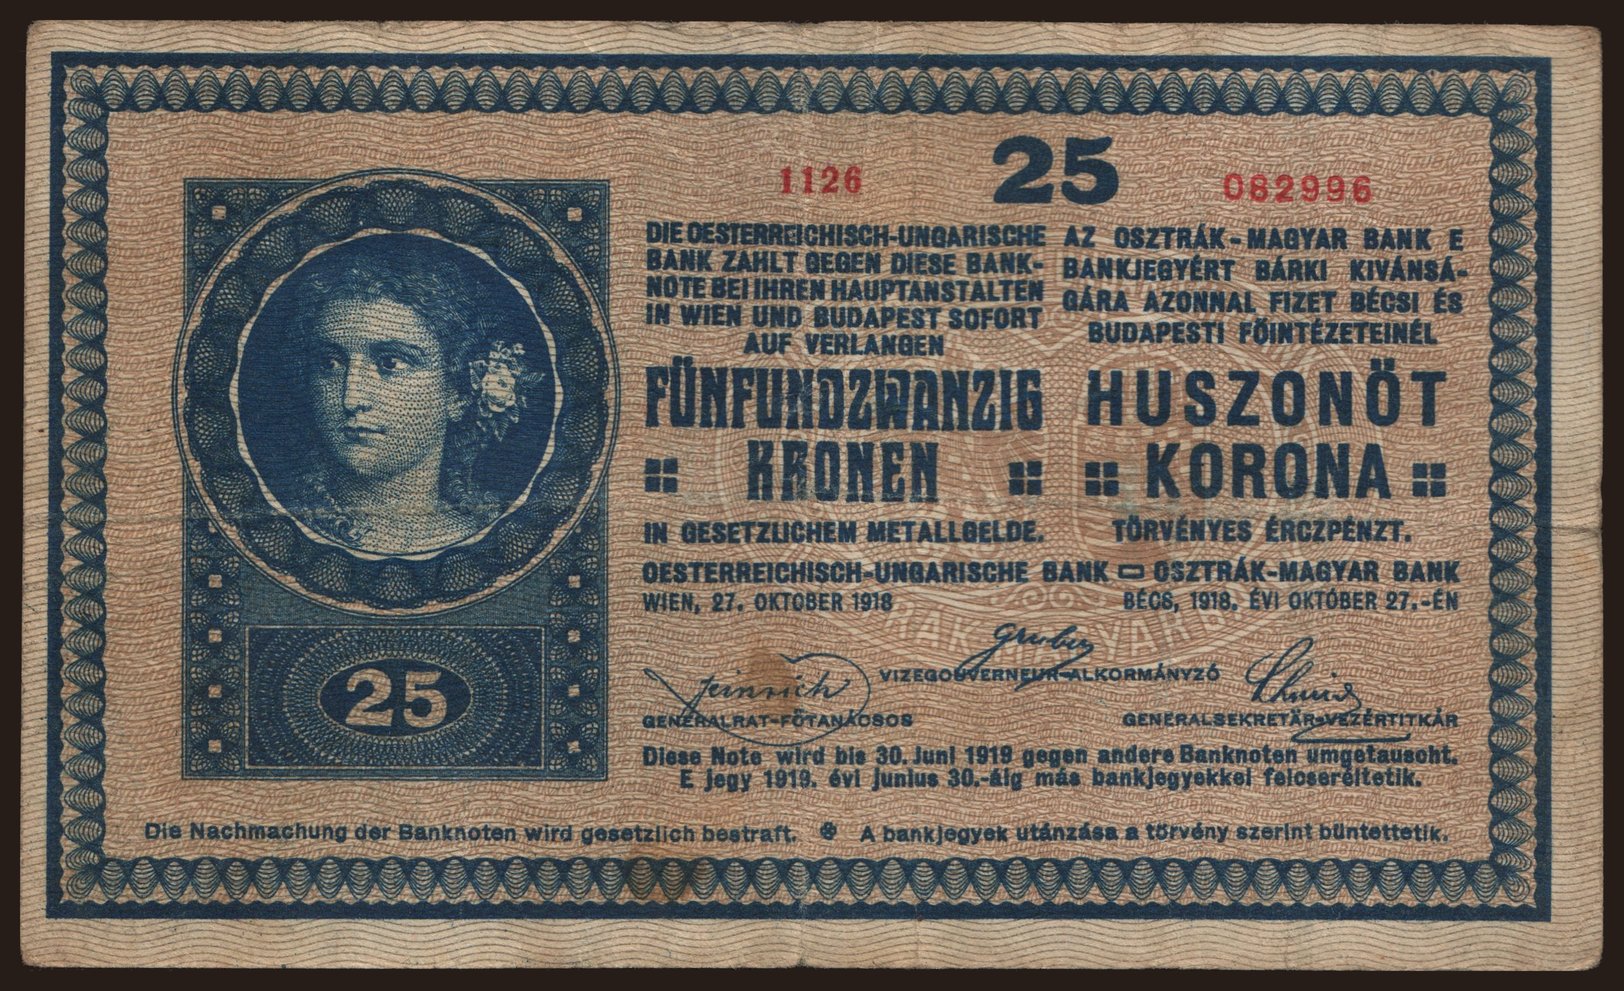 1126
25
082996
DIE OESTERREICHISCH-UNGARISCHE
BANK ZAHLT GEGEN DIESE BANK-
NOTE BEI IHREN HAUPTANSTALTEN
IN WIEN UND BUDAPEST SOFORT
AUF VERLANGEN
FÜNFUNDZWANZIG
KRONEN
IN GESETZLICHEM METALLGELDE.
AZ OSZTRÁK-MAGYAR BANK E
BANKJEGYÉRT BÁRKI KIVÁNSÁ-
GÁRA AZONNAL FIZET BÉCSI ÉS
BUDAPESTI FŐINTÉZETEINÉL
HUSZONÖT
KORONA
TÖRVÉNYES ÉRCZPÉNZT.
OESTERREICHISCH-UNGARISCHE BANK OSZTRÁK-MAGYAR BANK
WIEN, 27. OKTOBER 1918
BÉCS, 1918. ÉVI OKTÓBER 27.-ÉN
Gruber
VIZEGOUVERNEUR-ALKORMÁNYZÓ
GENERALRAT-FŐTANÁCSOS
GENERALSEKRETÄR-VEZÉRTITKÁR
Diese Note wird bis 30. Juni 1919 gegen andere Banknoten umgetauscht.
E jegy 1919. évi junius 30.-áig más bankjegyekkel felcseréltetik.
25
Die Nachmachung der Banknoten wird gesetzlich bestraft.
A bankjegyek utánzása a törvény szerint büntettetik.